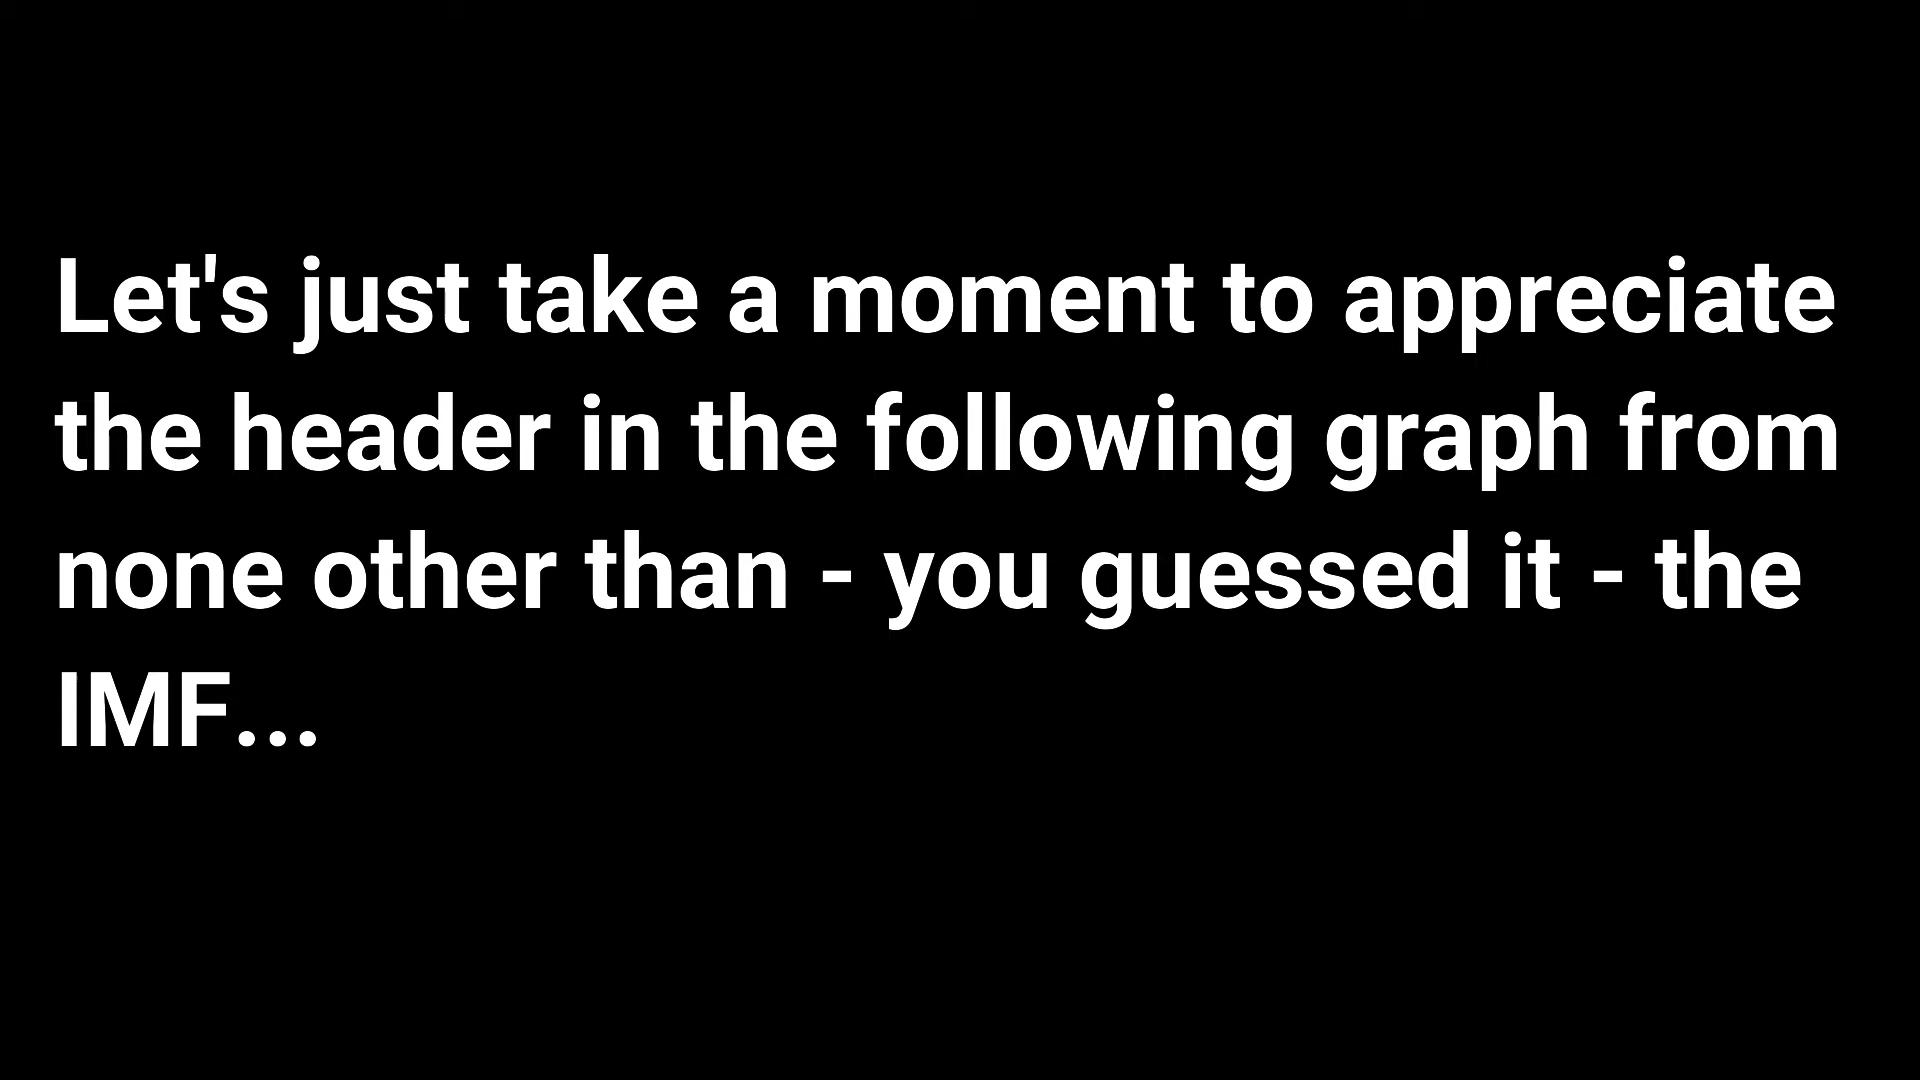 Let's just take a moment to appreciate
the header in the following graph from
none other than - you guessed it - the
IMF...